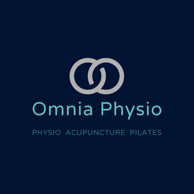 Omnia Physio
PHYSIO ACUPUNCTURE PILATES